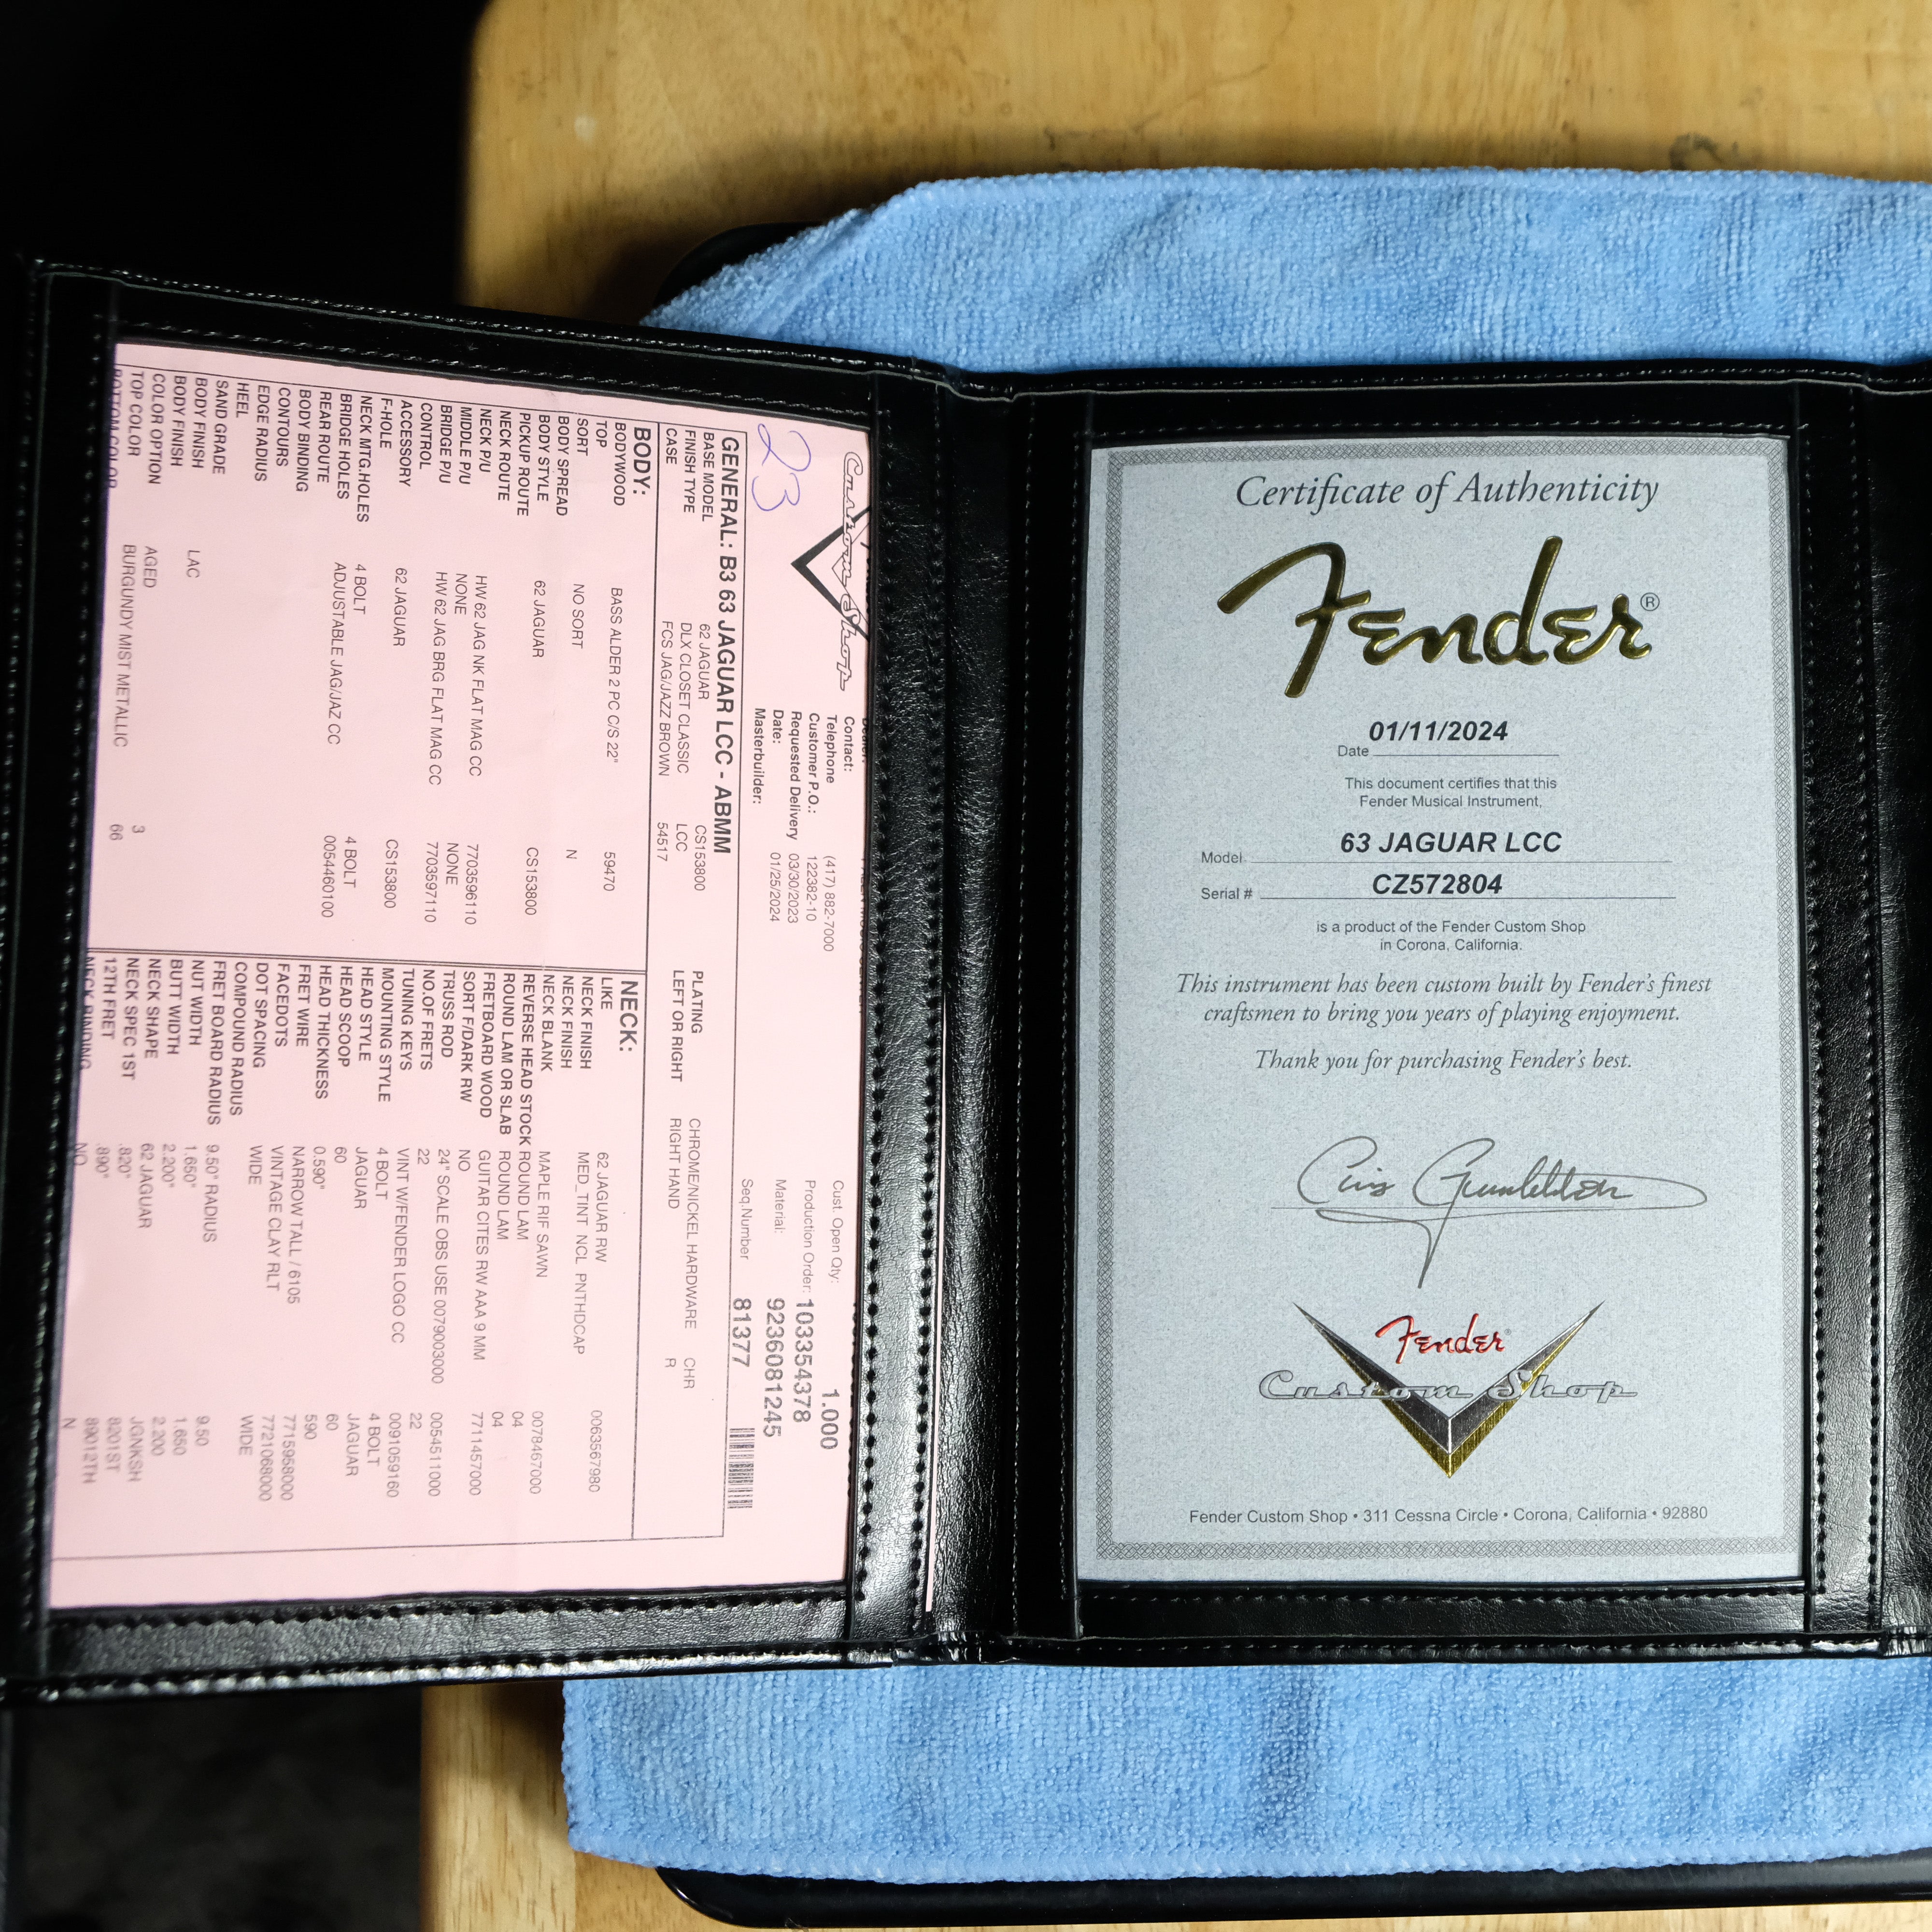 Custom Shop
23
Contact:
Telephone (417) 882-7000
Customer P.O.: 122382-10
Requested Delivery 03/30/2023
Date: 01/25/2024
Masterbuilder:
Cust. Open Qty: 1.000
Production Order: 103354378
Material: 9236081245
Seq.Number 81377
GENERAL: B3 63 JAGUAR LCC - ABMM
BASE MODEL 62 JAGUAR CS153800 PLATING CHROME/NICKEL HARDWARE CHR
FINISH TYPE DLX CLOSET CLASSIC LCC LEFT OR RIGHT RIGHT HAND R
CASE FCS JAG/JAZZ BROWN 54517
BODY:
BODYWOOD BASS ALDER 2 PC C/S 22" 59470
TOP
SORT NO SORT N
BODY SPREAD
BODY STYLE 62 JAGUAR CS153800
PICKUP ROUTE
NECK ROUTE
NECK P/U HW 62 JAG NK FLAT MAG CC 7703596110
MIDDLE P/U NONE NONE
BRIDGE P/U HW 62 JAG BRG FLAT MAG CC 7703597110
CONTROL
ACCESSORY 62 JAGUAR CS153800
F-HOLE
NECK MTG.HOLES 4 BOLT 4 BOLT
BRIDGE HOLES ADJUSTABLE JAG/JAZ CC 0054460100
REAR ROUTE
BODY BINDING
CONTOURS
EDGE RADIUS
HEEL
SAND GRADE
BODY FINISH
BODY FINISH LAC
COLOR OPTION AGED 3
TOP COLOR BURGUNDY MIST METALLIC 66
BOTTOM COLOR
NECK:
LIKE 62 JAGUAR RW 0063567980
NECK FINISH MED_TINT NCL PNTHDCAP
NECK FINISH
NECK BLANK MAPLE RIF SAWN 0078467000
REVERSE HEAD STOCK ROUND LAM 04
ROUND LAM OR SLAB ROUND LAM 04
FRETBOARD WOOD GUITAR CITES RW AAA 9 MM 7711457000
SORT F/DARK RW NO
TRUSS ROD 24" SCALE OBS USE 0079003000 0054511000
NO.OF FRETS 22 22
TUNING KEYS VINT W/FENDER LOGO CC 0091059160
MOUNTING STYLE 4 BOLT 4 BOLT
HEAD STYLE JAGUAR JAGUAR
HEAD SCOOP 60 60
HEAD THICKNESS 0.590" 590
FRET WIRE NARROW TALL / 6105 7715968000
FACEDOTS VINTAGE CLAY RLT 7721068000
DOT SPACING WIDE WIDE
COMPOUND RADIUS
FRET BOARD RADIUS 9.50" RADIUS 9.50
NUT WIDTH 1.650" 1.650
BUTT WIDTH 2.200" 2.200
NECK SHAPE 62 JAGUAR JGNKSH
NECK SPEC 1ST .820" 8201ST
12TH FRET .890" 89012TH
NECK BINDING NO N
Certificate of Authenticity
Fender®
01/11/2024
Date
This document certifies that this
Fender Musical Instrument,
Model 63 JAGUAR LCC
Serial # CZ572804
is a product of the Fender Custom Shop
in Corona, California.
This instrument has been custom built by Fender's finest
craftsmen to bring you years of playing enjoyment.
Thank you for purchasing Fender's best.
Fender
Custom Shop
Fender Custom Shop • 311 Cessna Circle • Corona, California • 92880